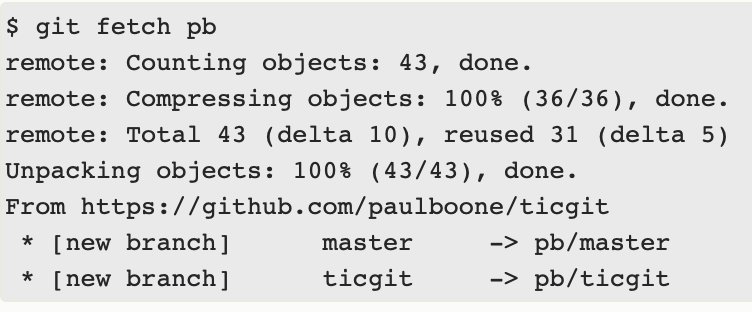 $ git fetch pb
remote: Counting objects: 43, done.
remote: Compressing objects: 100% (36/36), done.
remote: Total 43 (delta 10), reused 31 (delta 5)
Unpacking objects: 100% (43/43), done.
From https://github.com/paulboone/ticgit
 * [new branch]      master     -> pb/master
 * [new branch]      ticgit     -> pb/ticgit